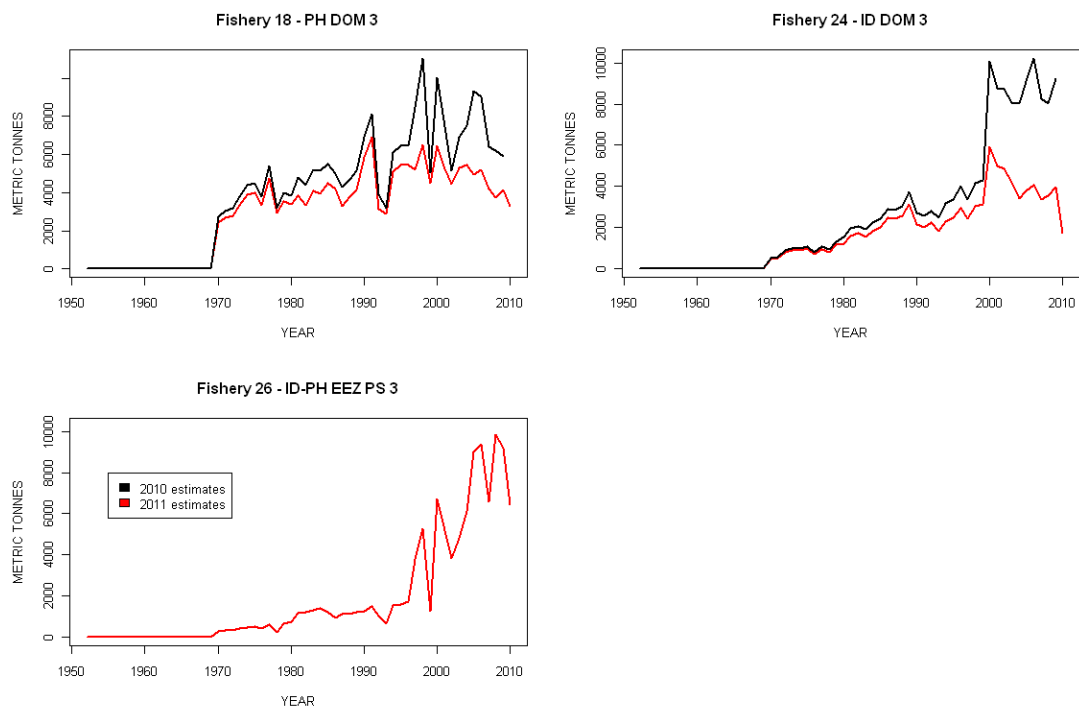 Fishery 18 - PH DOM 3
METRIC TONNES
0 2000 4000 6000 8000
1950 1960 1970 1980 1990 2000 2010
YEAR
Fishery 24 - ID DOM 3
METRIC TONNES
0 2000 4000 6000 8000 10000
1950 1960 1970 1980 1990 2000 2010
YEAR
Fishery 26 - ID-PH EEZ PS 3
METRIC TONNES
0 2000 4000 6000 8000 10000
2010 estimates
2011 estimates
1950 1960 1970 1980 1990 2000 2010
YEAR